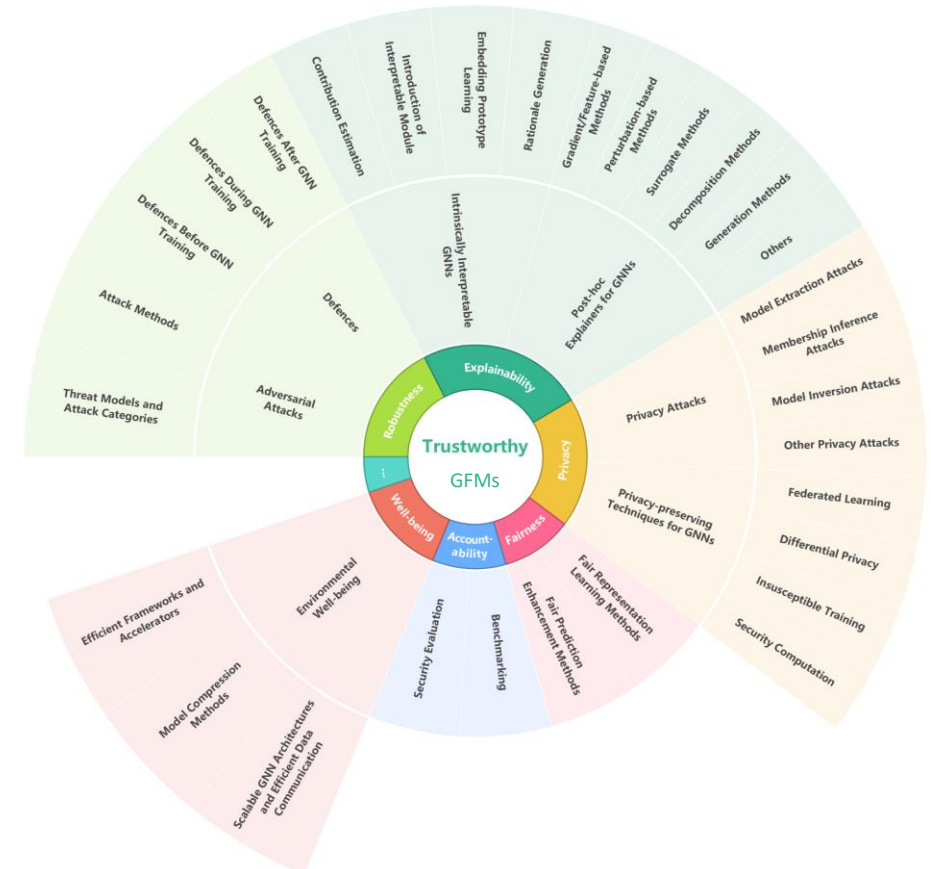 Trustworthy
GFMs
Robustness
Explainability
Privacy
Fairness
Account-
ability
Well-being
...
Adversarial
Attacks
Defences
Threat Models and
Attack Categories
Attack Methods
Defences Before GNN
Training
Defences During GNN
Training
Defences After GNN
Training
Intrinsically Interpretable
GNNs
Post-hoc
Explainers for GNNs
Contribution Estimation
Introduction of
Interpretable Module
Embedding Prototype
Learning
Rationale Generation
Gradient/Feature-based
Methods
Perturbation-based
Methods
Surrogate Methods
Decomposition Methods
Generation Methods
Others
Privacy Attacks
Privacy-preserving
Techniques for GNNs
Model Extraction Attacks
Membership Inference
Attacks
Model Inversion Attacks
Other Privacy Attacks
Federated Learning
Differential Privacy
Insusceptible Training
Security Computation
Fair Representation
Learning Methods
Fair Prediction
Enhancement Methods
Benchmarking
Security Evaluation
Environmental
Well-being
Scalable GNN Architectures
and Efficient Data
Communication
Model Compression
Methods
Efficient Frameworks and
Accelerators